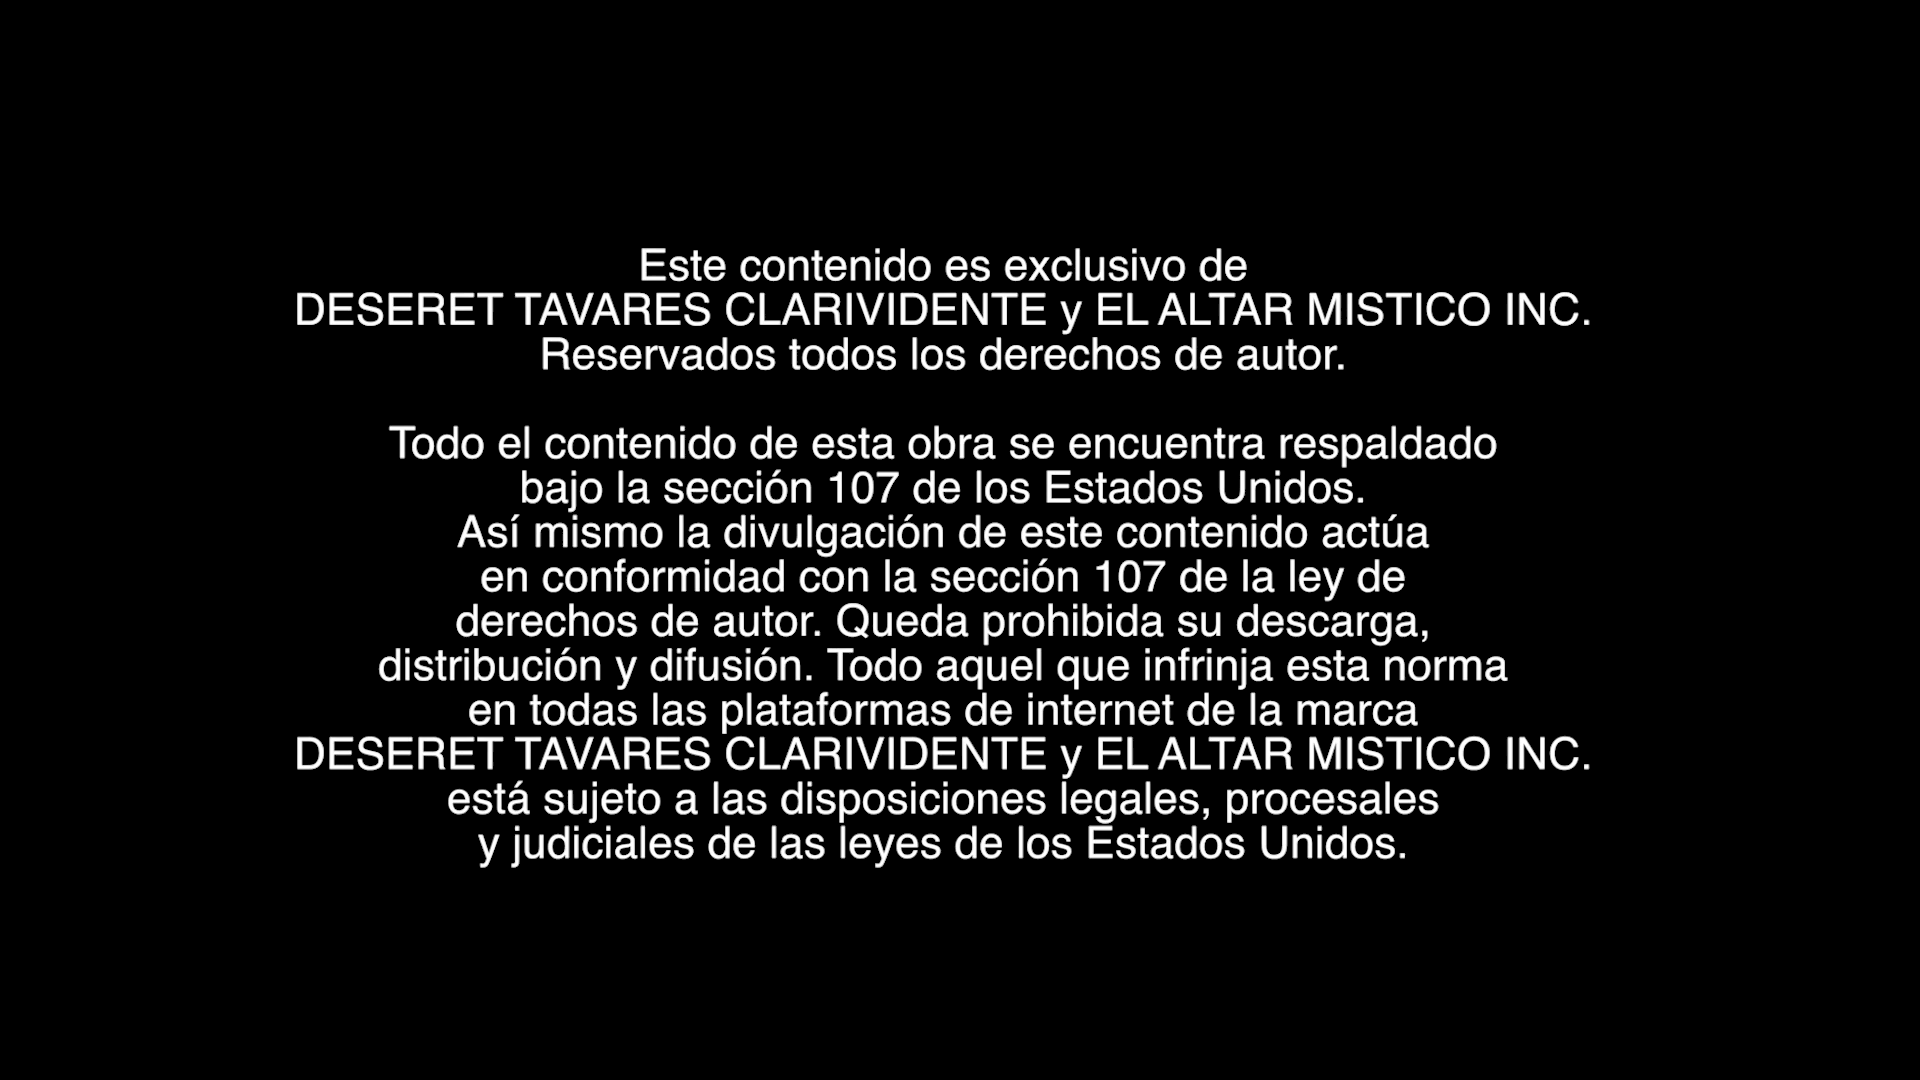 Este contenido es exclusivo de
DESERET TAVARES CLARIVIDENTE y EL ALTAR MISTICO INC.
Reservados todos los derechos de autor.
Todo el contenido de esta obra se encuentra respaldado
bajo la sección 107 de los Estados Unidos.
Así mismo la divulgación de este contenido actúa
en conformidad con la sección 107 de la ley de
derechos de autor. Queda prohibida su descarga,
distribución y difusión. Todo aquel que infrinja esta norma
en todas las plataformas de internet de la marca
DESERET TAVARES CLARIVIDENTE y EL ALTAR MISTICO INC.
está sujeto a las disposiciones legales, procesales
y judiciales de las leyes de los Estados Unidos.